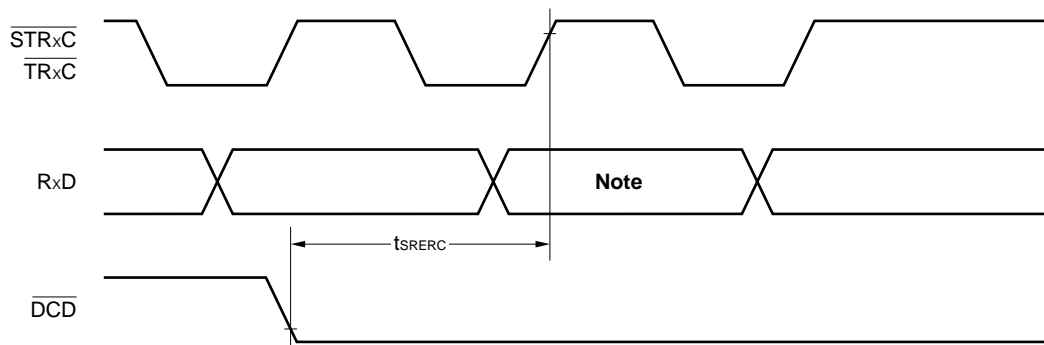 STRxC
TRxC
RxD
Note
tSRERC
DCD